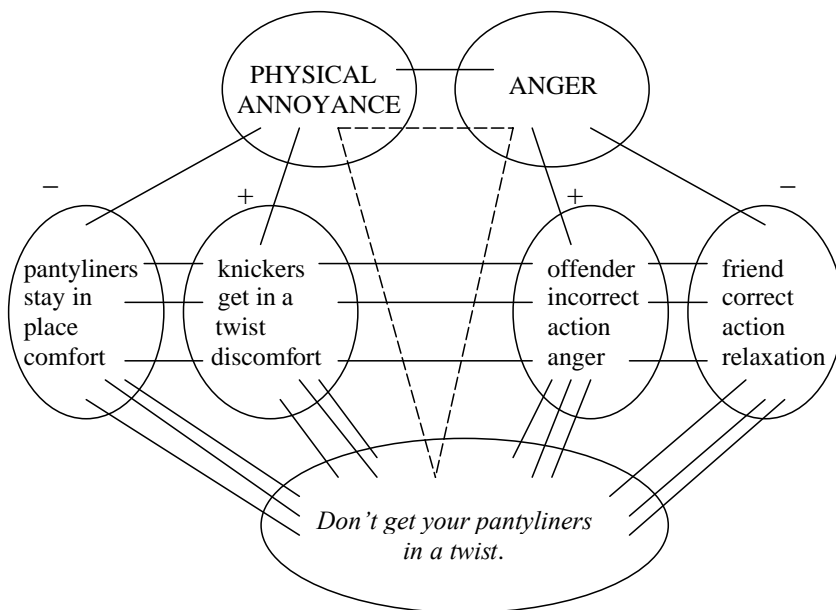 PHYSICAL
ANNOYANCE
ANGER
–
+
+
–
pantyliners
stay in
place
comfort
knickers
get in a
twist
discomfort
offender
incorrect
action
anger
friend
correct
action
relaxation
Don’t get your pantyliners
in a twist.